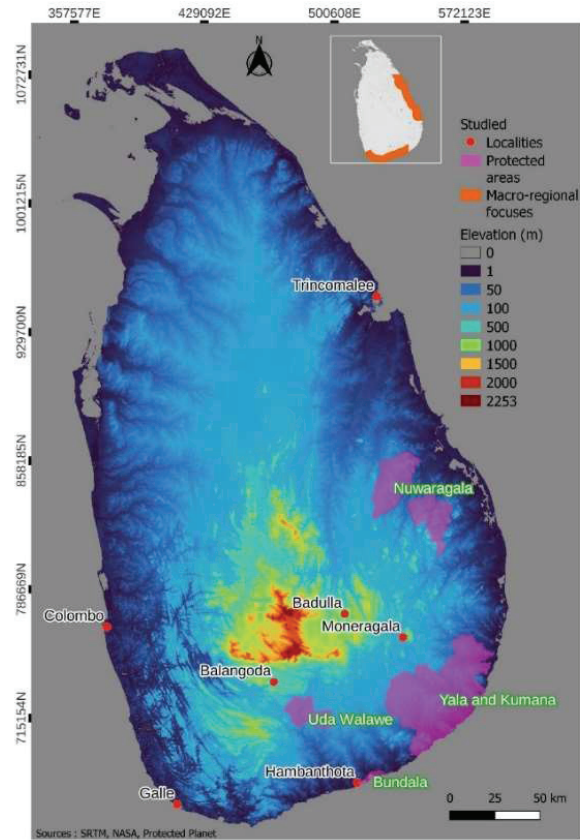 357577E 429092E 500608E 572123E
1072731N
1001215N
929700N
858185N
786669N
715154N
Studied
Localities
Protected
areas
Macro-regional
focuses
Elevation (m)
0
1
50
100
500
1000
1500
2000
2253
Trincomalee
Nuwaragala
Badulla
Colombo
Moneragala
Balangoda
Yala and Kumana
Uda Walawe
Hambanthota
Bundala
Galle
0 25 50 km
Sources : SRTM, NASA, Protected Planet